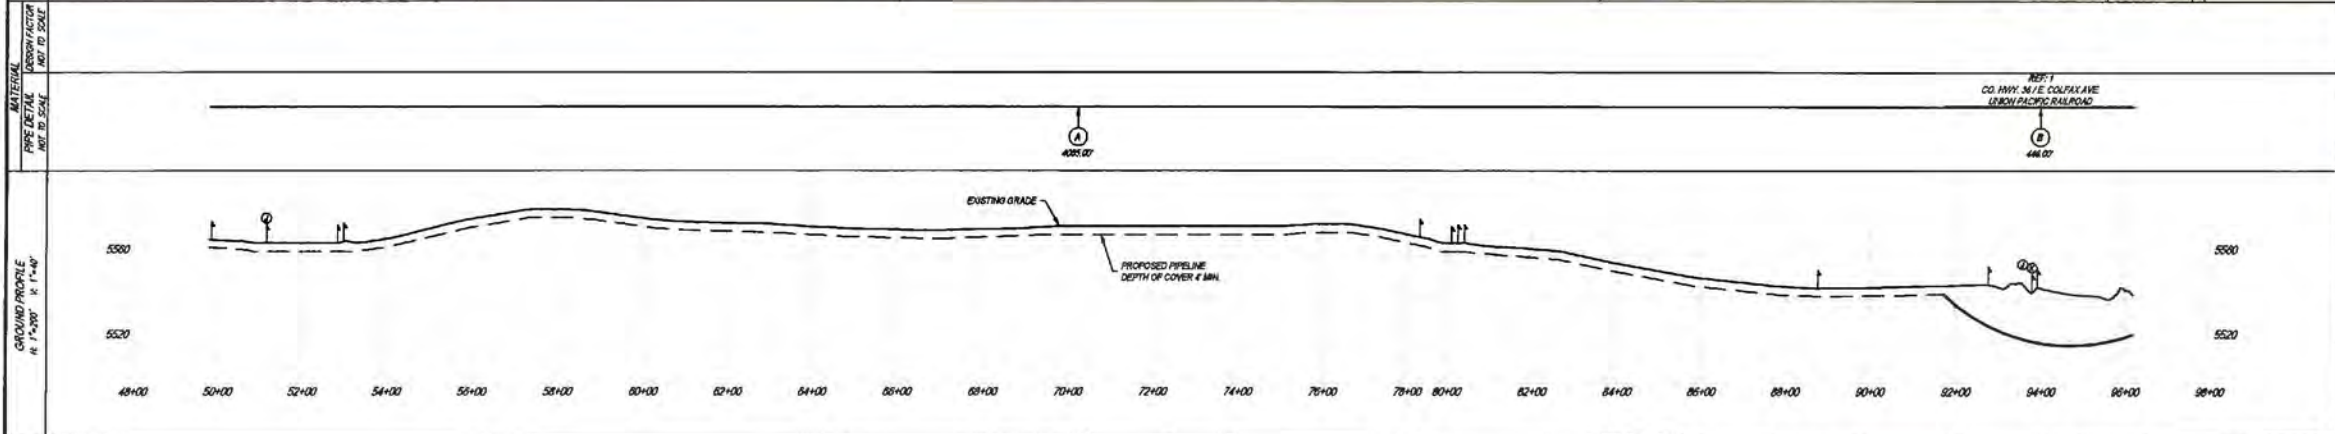 MATERIAL
DESIGN FACTOR
NOT TO SCALE
PIPE DETAIL
NOT TO SCALE
REF: 1
CO. HWY. 36 / E. COLFAX AVE
UNION PACIFIC RAILROAD
A
4085.00'
B
446.00'
GROUND PROFILE
H: 1"=200' V: 1"=40'
EXISTING GRADE
PROPOSED PIPELINE
DEPTH OF COVER 4' MIN.
5580
5580
5520
5520
48+00 50+00 52+00 54+00 56+00 58+00 60+00 62+00 64+00 66+00 68+00 70+00 72+00 74+00 76+00 78+00 80+00 82+00 84+00 86+00 88+00 90+00 92+00 94+00 96+00 98+00